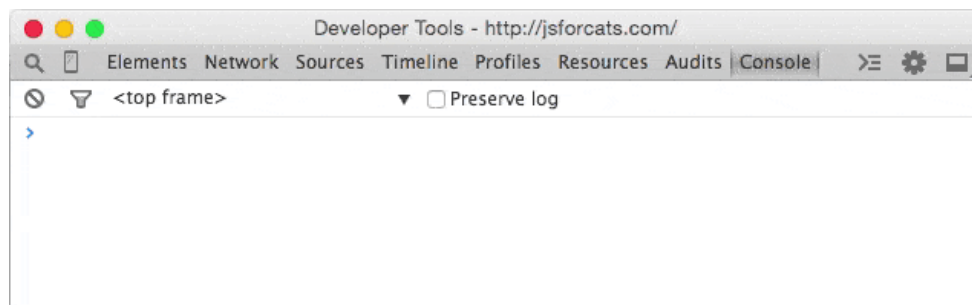 Developer Tools - http://jsforcats.com/
Elements Network Sources Timeline Profiles Resources Audits Console
<top frame> Preserve log